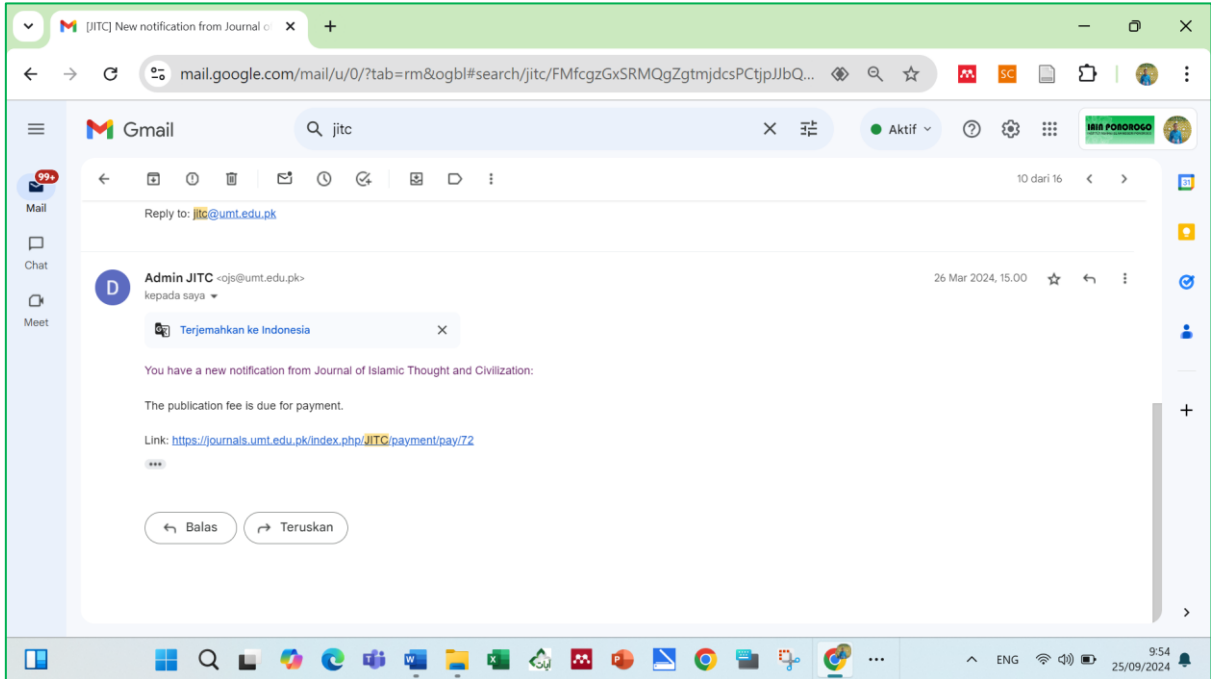 [JITC] New notification from Journal o
mail.google.com/mail/u/0/?tab=rm&ogbl#search/jitc/FMfcgzGxSRMQgZgtmjdcsPCtjpJJbQ...
SC
Gmail
jitc
Aktif
IAIN PONOROGO
99+
Mail
10 dari 16
31
Reply to: jitc@umt.edu.pk
Chat
D
Admin JITC <ojs@umt.edu.pk>
26 Mar 2024, 15.00
kepada saya
Meet
Terjemahkan ke Indonesia
You have a new notification from Journal of Islamic Thought and Civilization:
The publication fee is due for payment.
Link: https://journals.umt.edu.pk/index.php/JITC/payment/pay/72
Balas
Teruskan
ENG
9:54
25/09/2024